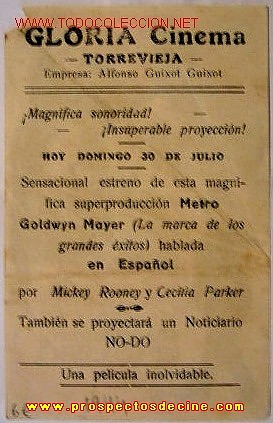 www.TODOCOLECCION.NET
GLORIA Cinema
TORREVIEJA
Empresa: Alfonso Guixot Guixot
¡Magnífica sonoridad!
¡Insuperable proyección!
HOY DOMINGO 30 DE JULIO
Sensacional estreno de esta magní-
fica superproducción Metro
Goldwyn Mayer (La marca de los
grandes éxitos) hablada
en Español
por Mickey Rooney y Cecilia Parker
También se proyectará un Noticiario
NO-DO
Una película inolvidable.
www.prospectosdecine.com